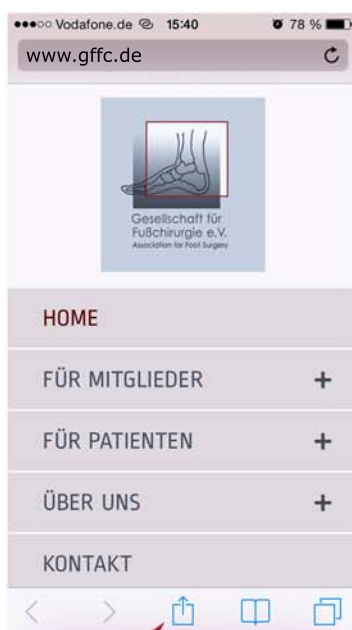 Vodafone.de 15:40 78 %
www.gffc.de
Gesellschaft für
Fußchirurgie e.V.
Association for Foot Surgery
HOME
FÜR MITGLIEDER +
FÜR PATIENTEN +
ÜBER UNS +
KONTAKT